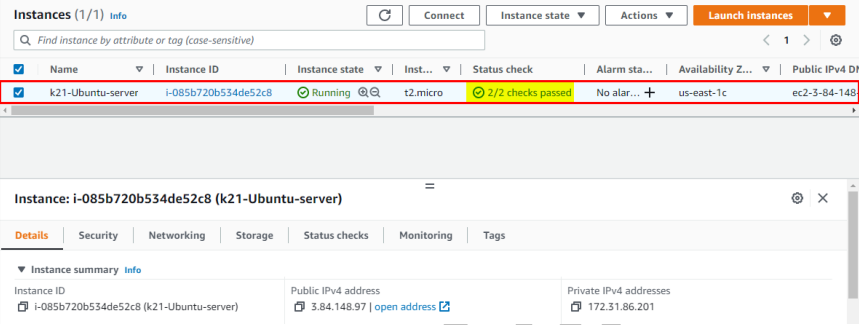 Instances (1/1) Info
Connect
Instance state
Actions
Launch instances
Find instance by attribute or tag (case-sensitive)
1
Name
Instance ID
Instance state
Inst...
Status check
Alarm sta...
Availability Z...
Public IPv4 DN
k21-Ubuntu-server
i-085b720b534de52c8
Running
t2.micro
2/2 checks passed
No alar...
us-east-1c
ec2-3-84-148-
Instance: i-085b720b534de52c8 (k21-Ubuntu-server)
Details
Security
Networking
Storage
Status checks
Monitoring
Tags
Instance summary Info
Instance ID
Public IPv4 address
Private IPv4 addresses
i-085b720b534de52c8 (k21-Ubuntu-server)
3.84.148.97 | open address
172.31.86.201